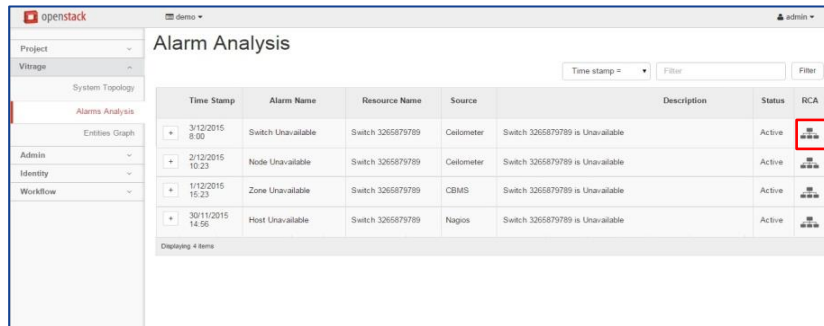 openstack
demo
admin
Project
Vitrage
System Topology
Alarms Analysis
Entities Graph
Admin
Identity
Workflow
Alarm Analysis
Time stamp =
Filter
Filter
Time Stamp Alarm Name Resource Name Source Description Status RCA
+ 3/12/2015 8:00 Switch Unavailable Switch 3265879789 Ceilometer Switch 3265879789 is Unavailable Active
+ 2/12/2015 10:23 Node Unavailable Switch 3265879789 Ceilometer Switch 3265879789 is Unavailable Active
+ 1/12/2015 15:23 Zone Unavailable Switch 3265879789 CBMS Switch 3265879789 is Unavailable Active
+ 30/11/2015 14:56 Host Unavailable Switch 3265879789 Nagios Switch 3265879789 is Unavailable Active
Displaying 4 items